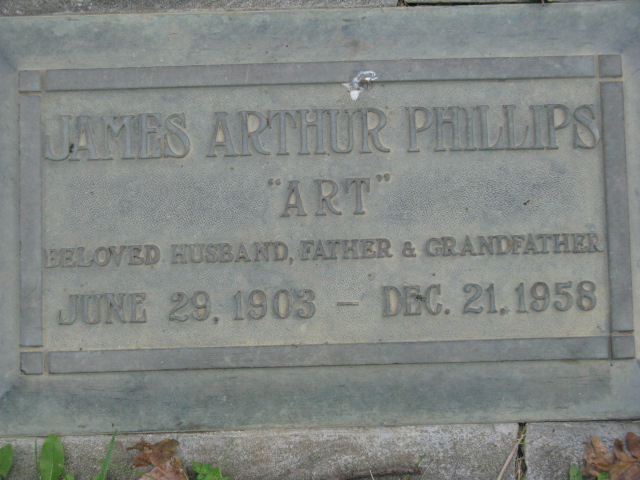 JAMES ARTHUR PHILLIPS
"ART"
BELOVED HUSBAND, FATHER & GRANDFATHER
JUNE 29, 1903 – DEC. 21, 1958